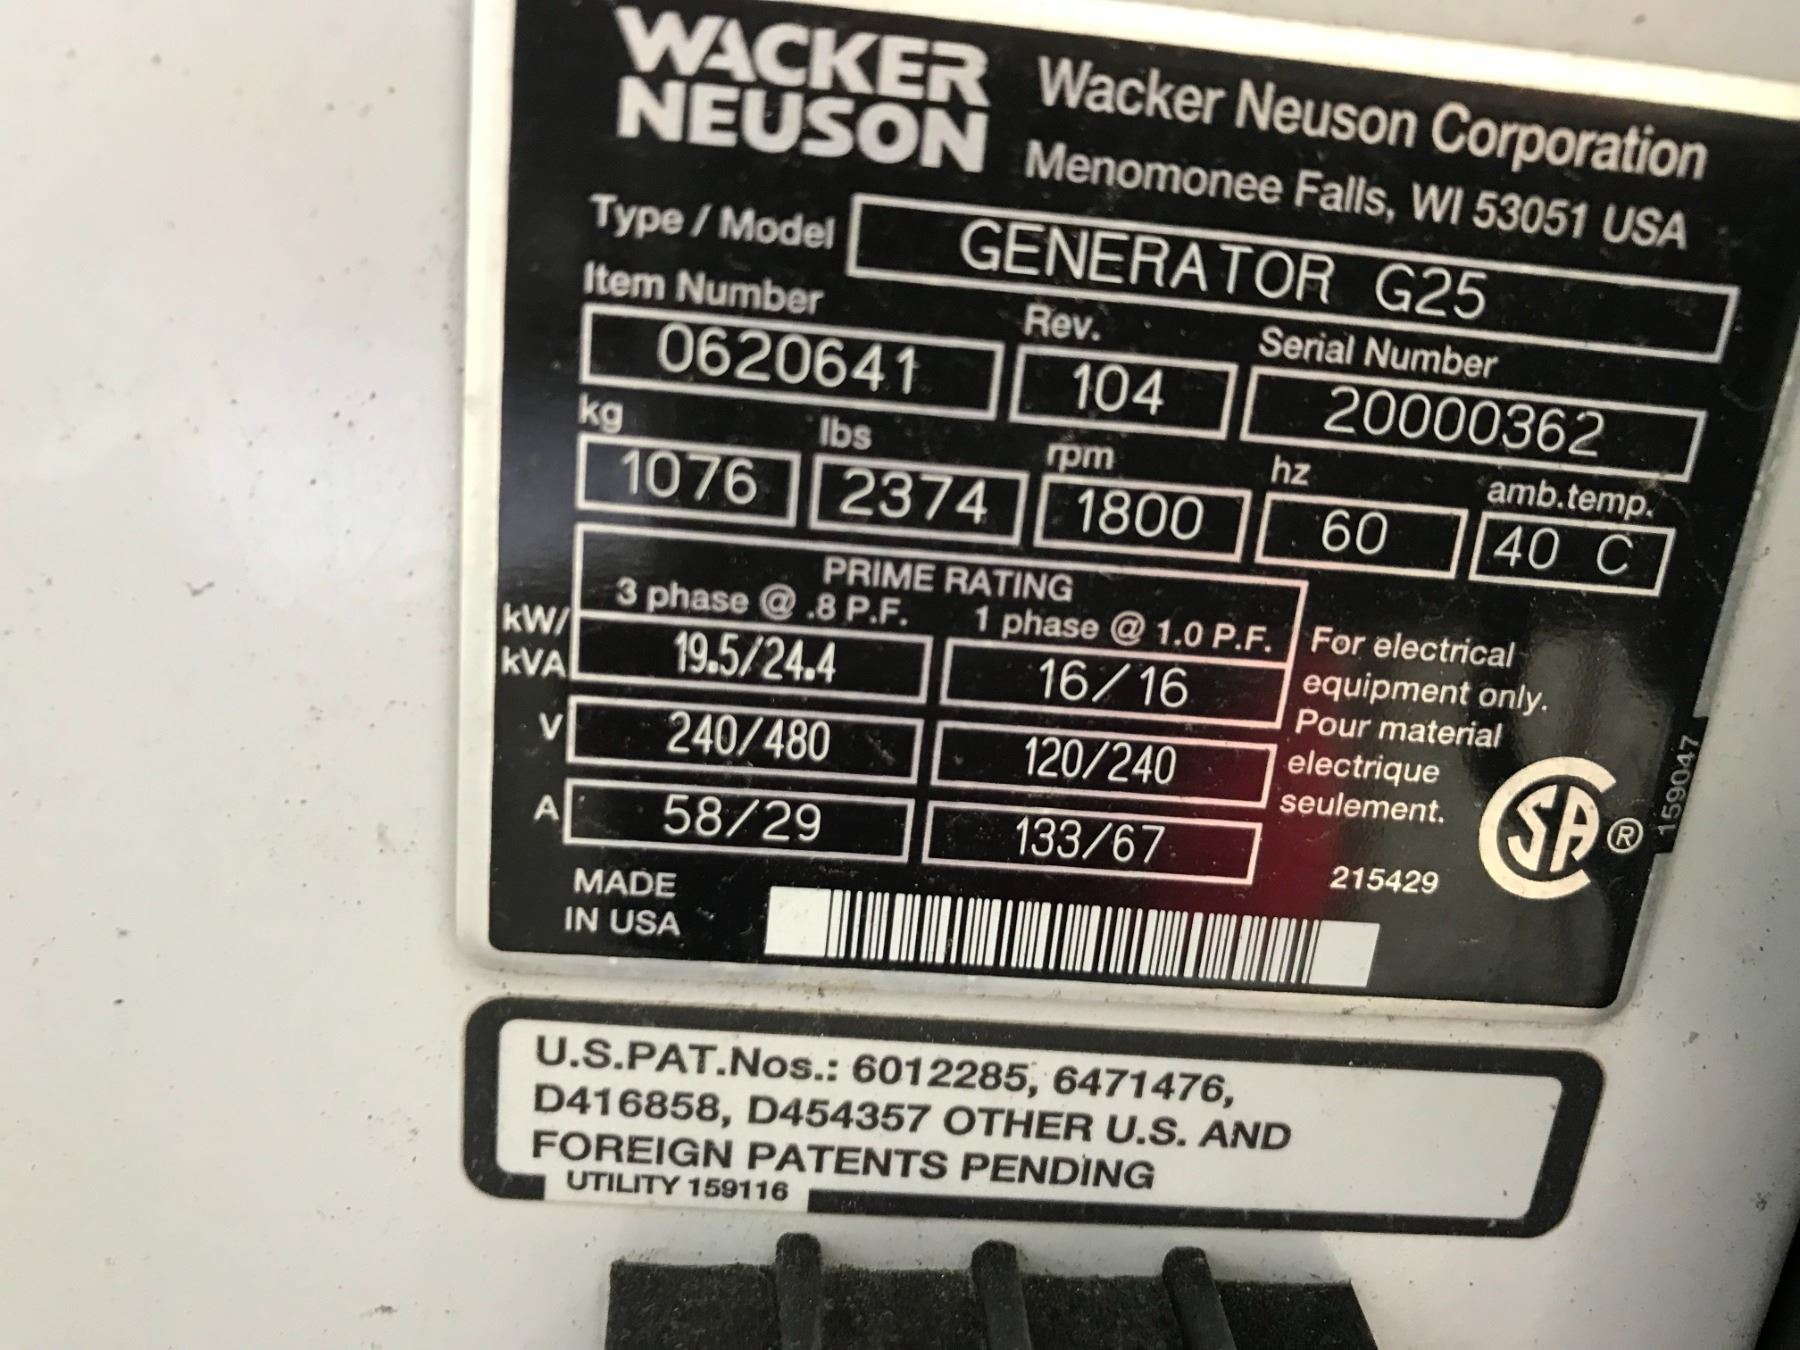 WACKER
NEUSON
Wacker Neuson Corporation
Menomonee Falls, WI 53051 USA
Type / Model GENERATOR G25
Item Number Rev. Serial Number
0620641 104 20000362
kg lbs rpm hz amb.temp.
1076 2374 1800 60 40 C
PRIME RATING
3 phase @ .8 P.F. 1 phase @ 1.0 P.F.
kW/
kVA 19.5/24.4 16/16
V 240/480 120/240
A 58/29 133/67
For electrical
equipment only.
Pour material
electrique
seulement.
SA®
159047
215429
MADE
IN USA
U.S.PAT.Nos.: 6012285, 6471476,
D416858, D454357 OTHER U.S. AND
FOREIGN PATENTS PENDING
UTILITY 159116